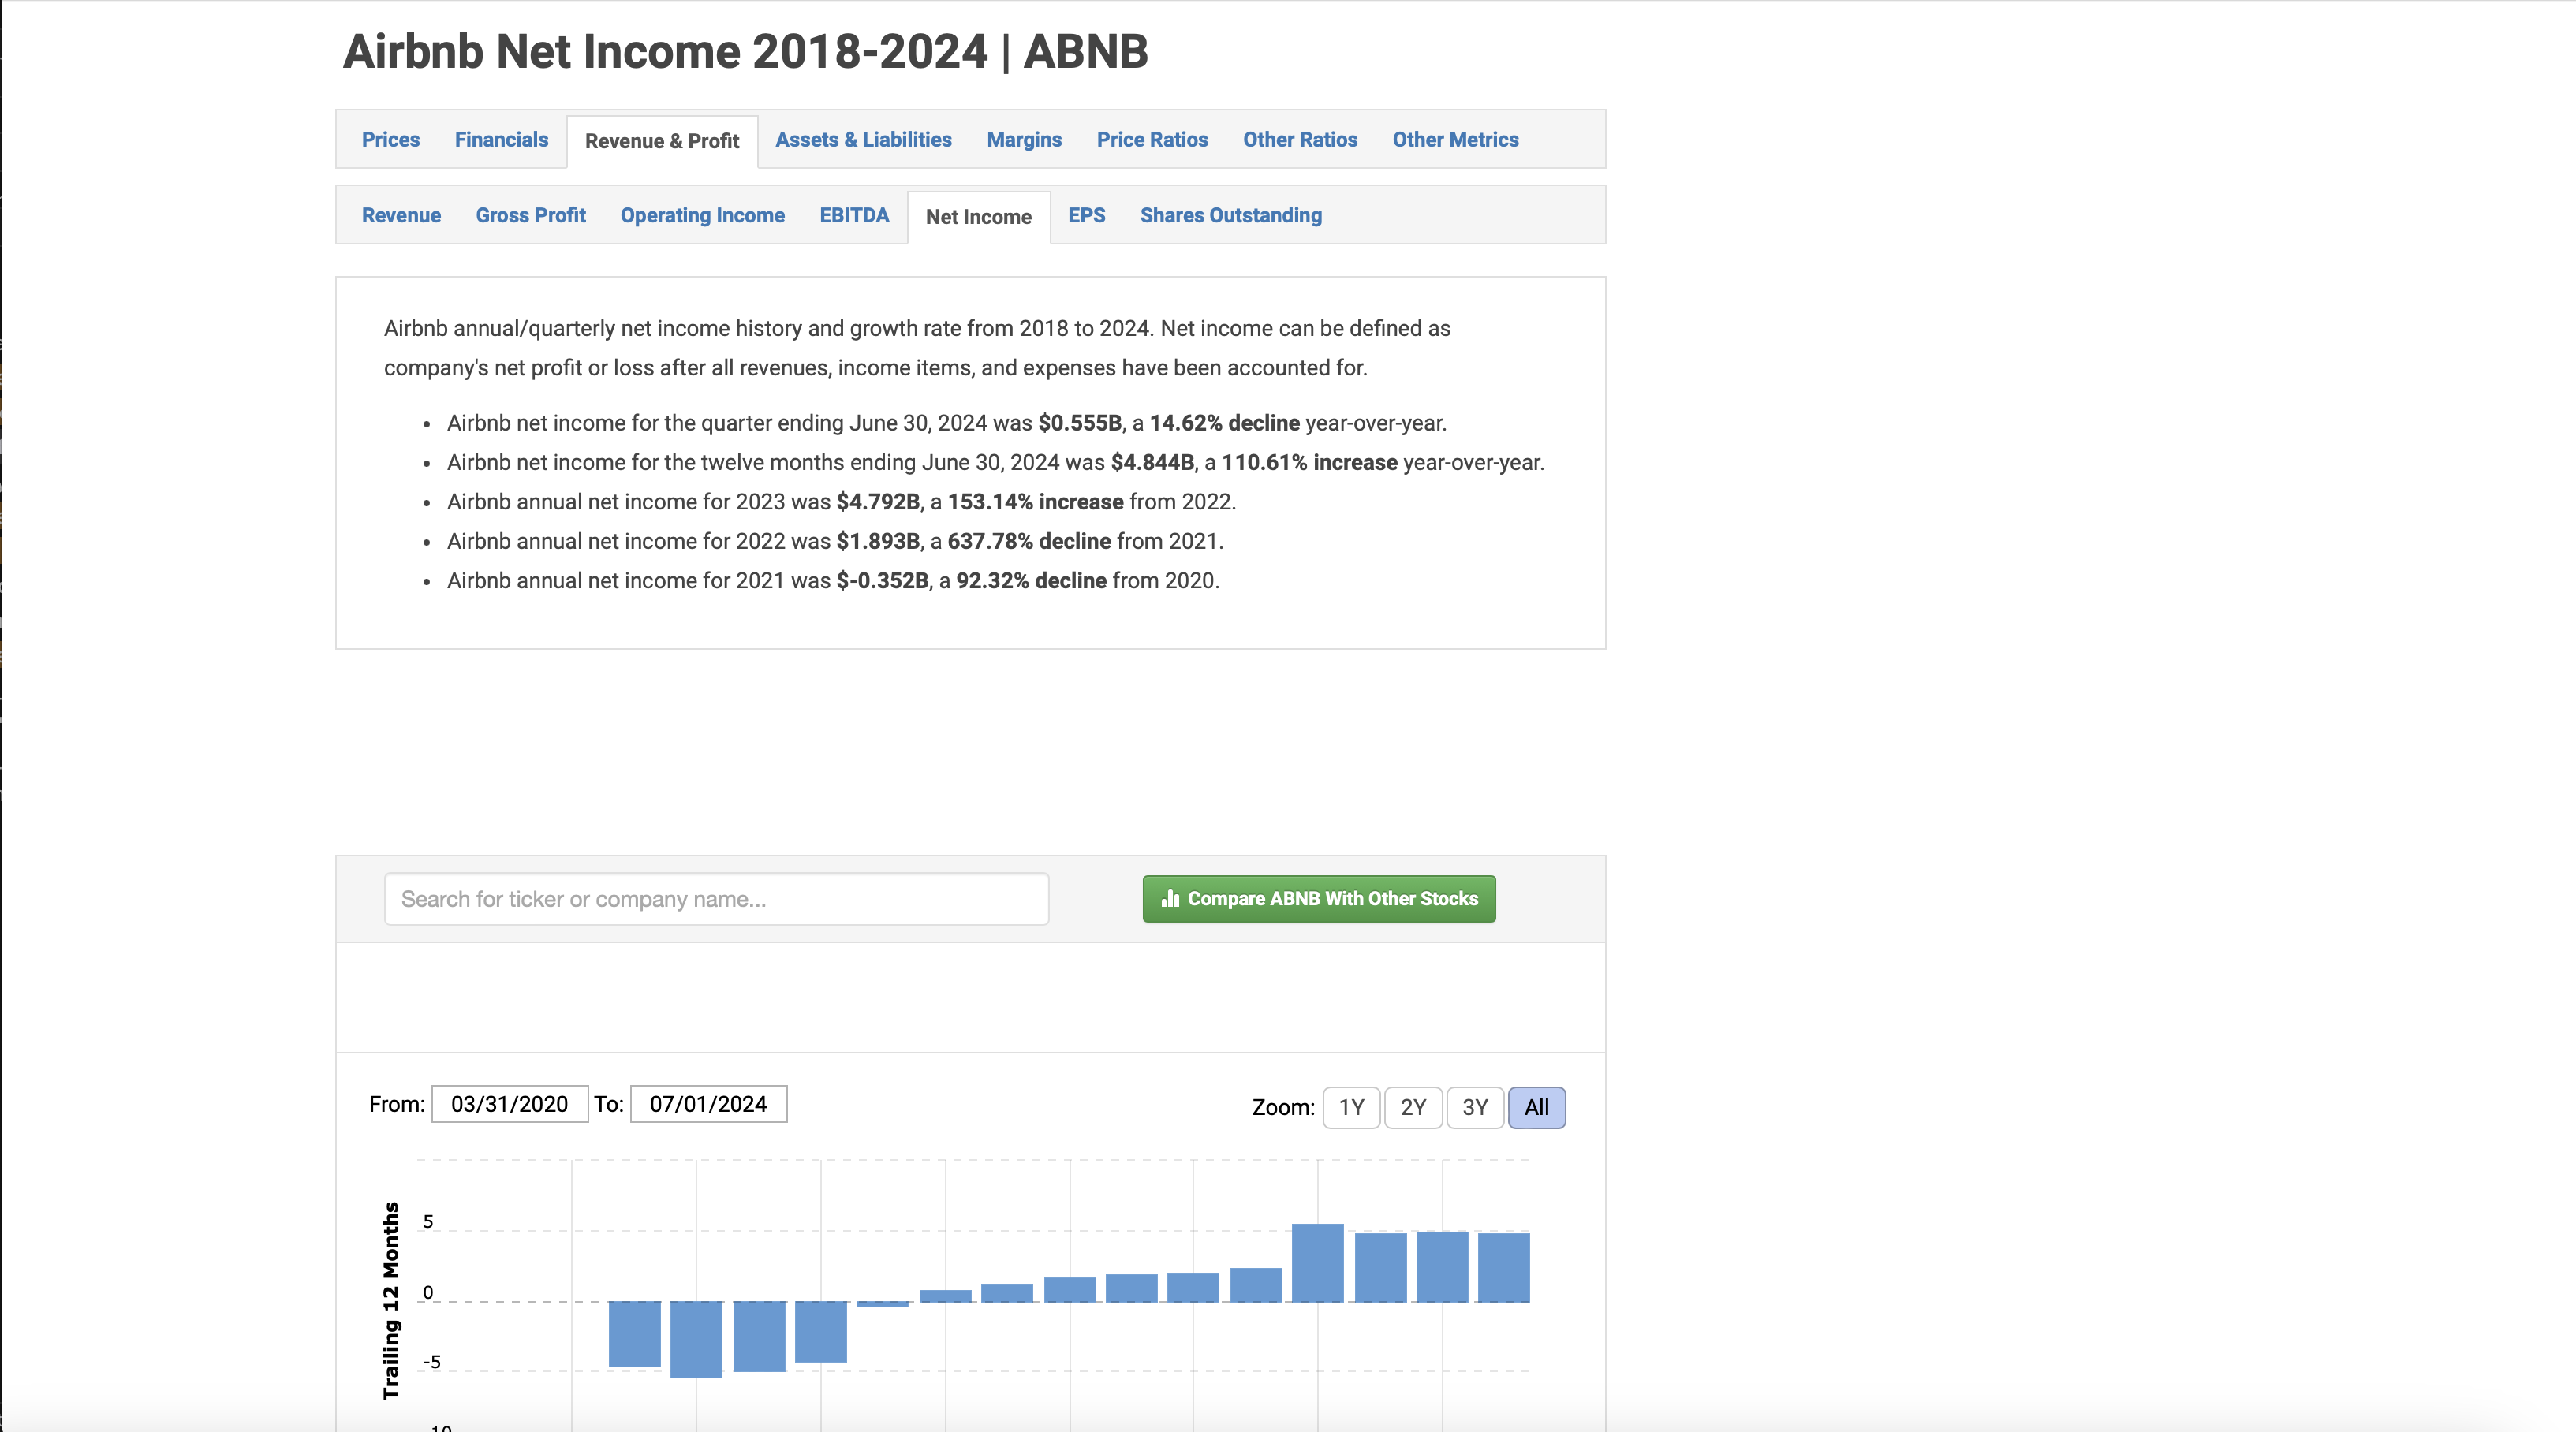 Airbnb Net Income 2018-2024 | ABNB
Prices Financials Revenue & Profit Assets & Liabilities Margins Price Ratios Other Ratios Other Metrics
Revenue Gross Profit Operating Income EBITDA Net Income EPS Shares Outstanding
Airbnb annual/quarterly net income history and growth rate from 2018 to 2024. Net income can be defined as
company's net profit or loss after all revenues, income items, and expenses have been accounted for.
• Airbnb net income for the quarter ending June 30, 2024 was $0.555B, a 14.62% decline year-over-year.
• Airbnb net income for the twelve months ending June 30, 2024 was $4.844B, a 110.61% increase year-over-year.
• Airbnb annual net income for 2023 was $4.792B, a 153.14% increase from 2022.
• Airbnb annual net income for 2022 was $1.893B, a 637.78% decline from 2021.
• Airbnb annual net income for 2021 was $-0.352B, a 92.32% decline from 2020.
Search for ticker or company name...
Compare ABNB With Other Stocks
From: 03/31/2020 To: 07/01/2024
Zoom: 1Y 2Y 3Y All
Trailing 12 Months
5
0
-5